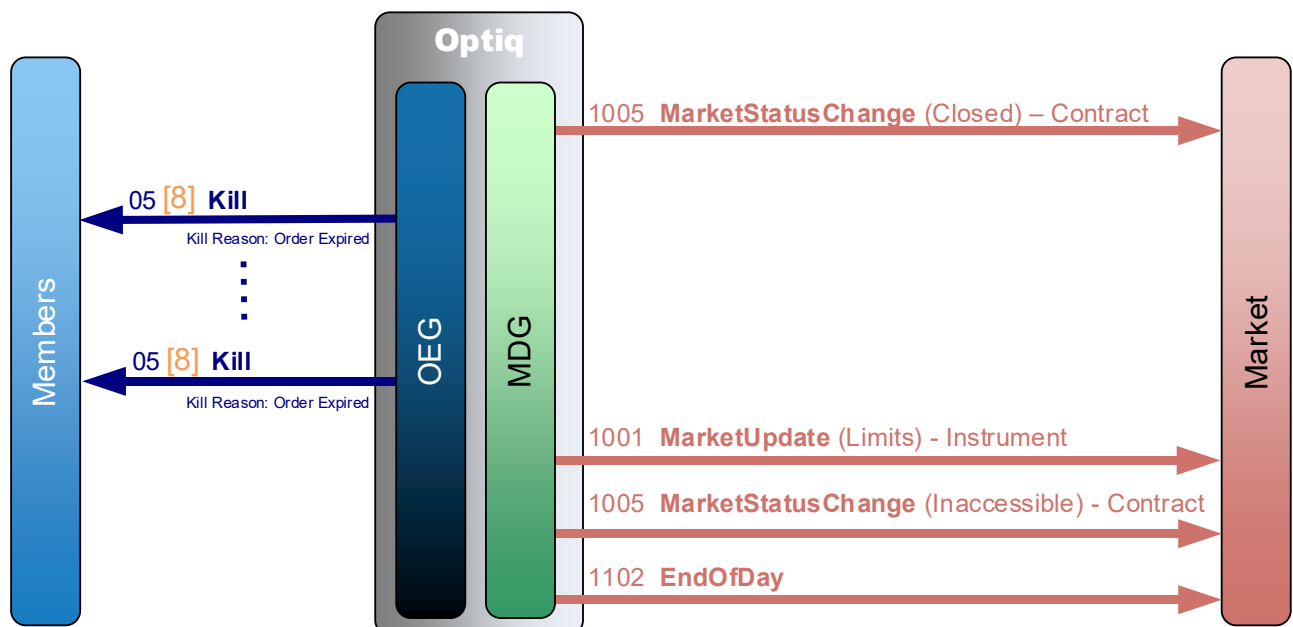 Optiq
1005 MarketStatusChange (Closed) – Contract
05 [8] Kill
Kill Reason: Order Expired
Members
OEG
MDG
Market
05 [8] Kill
Kill Reason: Order Expired
1001 MarketUpdate (Limits) - Instrument
1005 MarketStatusChange (Inaccessible) - Contract
1102 EndOfDay